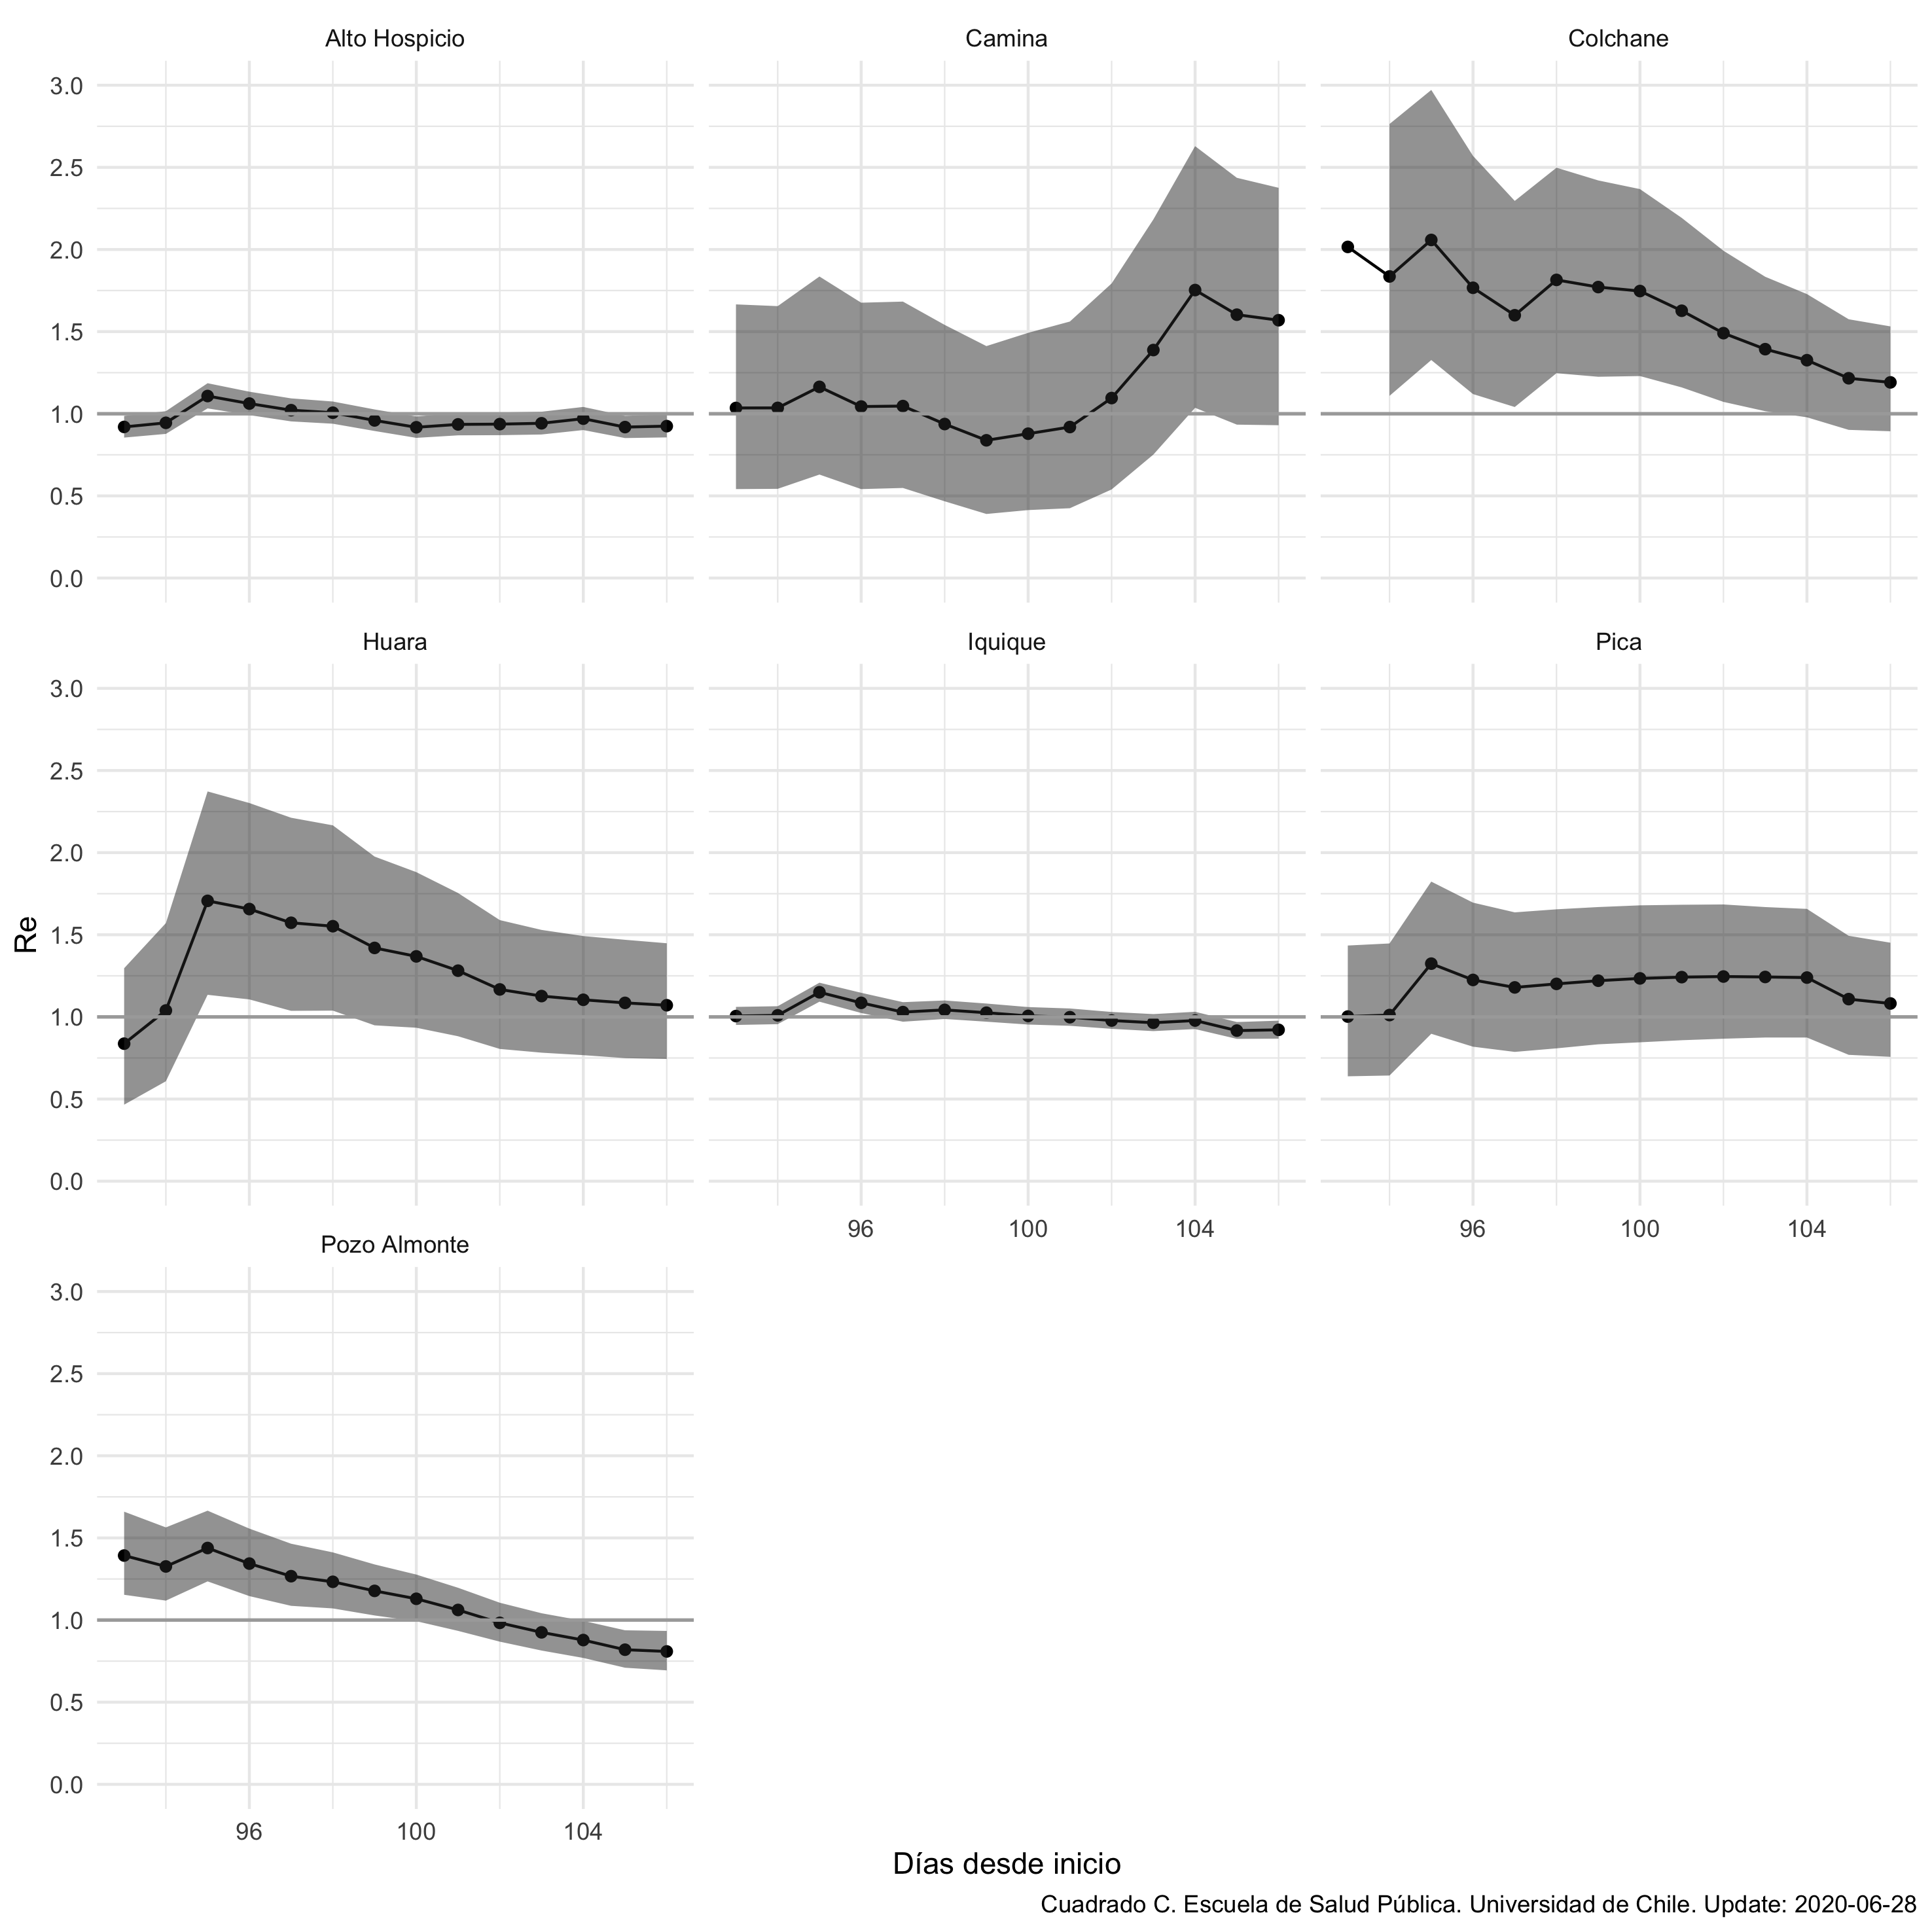 Alto Hospicio
Camina
Colchane
3.0
2.5
2.0
1.5
1.0
0.5
0.0
Huara
Iquique
Pica
3.0
2.5
2.0
1.5
1.0
0.5
0.0
96 100 104
96 100 104
Pozo Almonte
3.0
2.5
2.0
1.5
1.0
0.5
0.0
96 100 104
Re
Días desde inicio
Cuadrado C. Escuela de Salud Pública. Universidad de Chile. Update: 2020-06-28